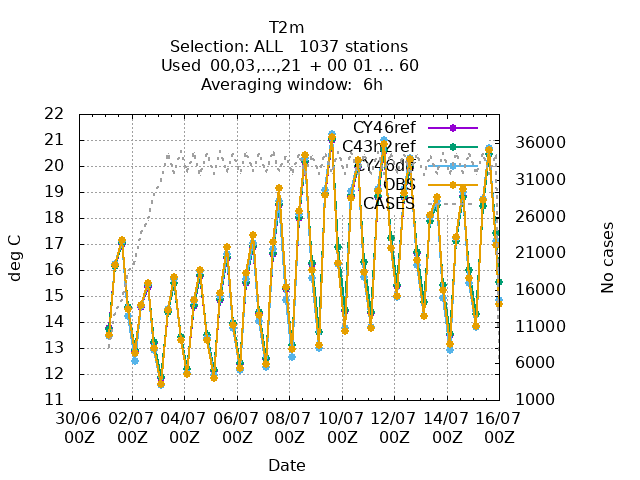 T2m
Selection: ALL   1037 stations
Used  00,03,...,21  + 00 01 ... 60
Averaging window:  6h
22
21
20
19
18
17
16
15
14
13
12
11
deg C
CY46ref
C43h2ref
OBS
CASES
36000
31000
26000
21000
16000
11000
6000
1000
No cases
30/06 02/07 04/07 06/07 08/07 10/07 12/07 14/07 16/07
00Z 00Z 00Z 00Z 00Z 00Z 00Z 00Z 00Z
Date